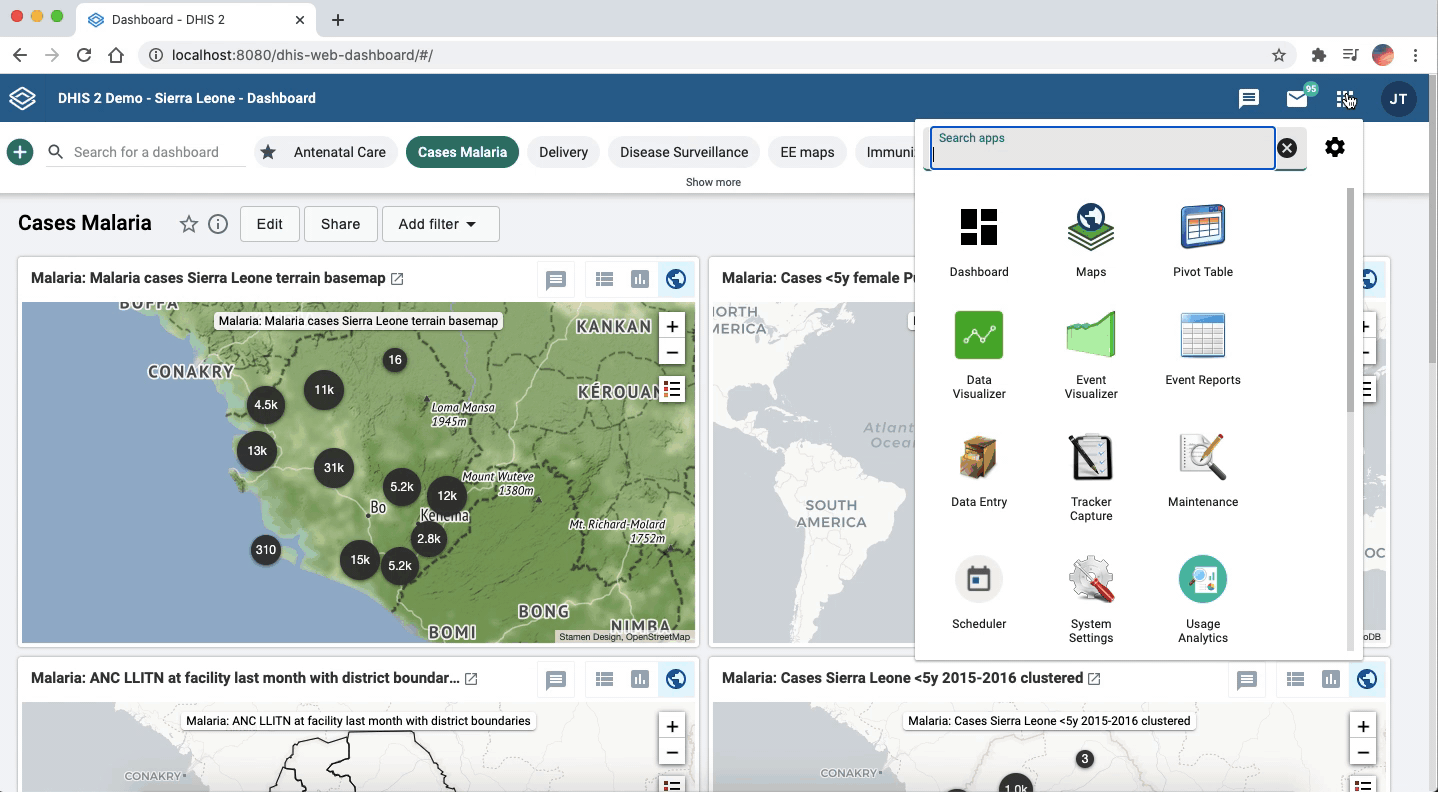 Dashboard - DHIS 2
localhost:8080/dhis-web-dashboard/#/
DHIS 2 Demo - Sierra Leone - Dashboard
95
JT
Search for a dashboard
Antenatal Care
Cases Malaria
Delivery
Disease Surveillance
EE maps
Immuni
Show more
Search apps
Dashboard
Maps
Pivot Table
Data
Visualizer
Event
Visualizer
Event Reports
Data Entry
Tracker
Capture
Maintenance
Scheduler
System
Settings
Usage
Analytics
Cases Malaria
Edit
Share
Add filter
Malaria: Malaria cases Sierra Leone terrain basemap
Malaria: Malaria cases Sierra Leone terrain basemap
BOFFA
KANKAN
CONAKRY
KÉROUAN
16
11k
4.5k
Loma Mansa
1945m
13k
31k
5.2k
12k
Mount Wuteve
1380m
Bo
Kenema
2.8k
Mt. Richard-Molard
1752m
310
15k
5.2k
BONG
NIMBA
BOMI
Stamen Design, OpenStreetMap
+
−
Malaria: Cases <5y female Pu
ORTH
MERICA
Atlant
Ocea
SOUTH
AMERICA
OC
oDB
Malaria: ANC LLITN at facility last month with district boundar...
Malaria: ANC LLITN at facility last month with district boundaries
CONAKRY
+
−
Malaria: Cases Sierra Leone <5y 2015-2016 clustered
Malaria: Cases Sierra Leone <5y 2015-2016 clustered
CONAKRY
3
1.0k
+
−